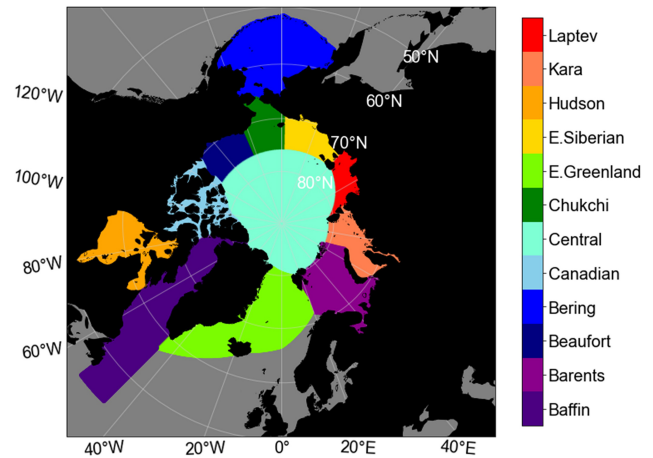 50°N
60°N
70°N
80°N
120°W
100°W
80°W
60°W
40°W
20°W
0°
20°E
40°E
Laptev
Kara
Hudson
E.Siberian
E.Greenland
Chukchi
Central
Canadian
Bering
Beaufort
Barents
Baffin